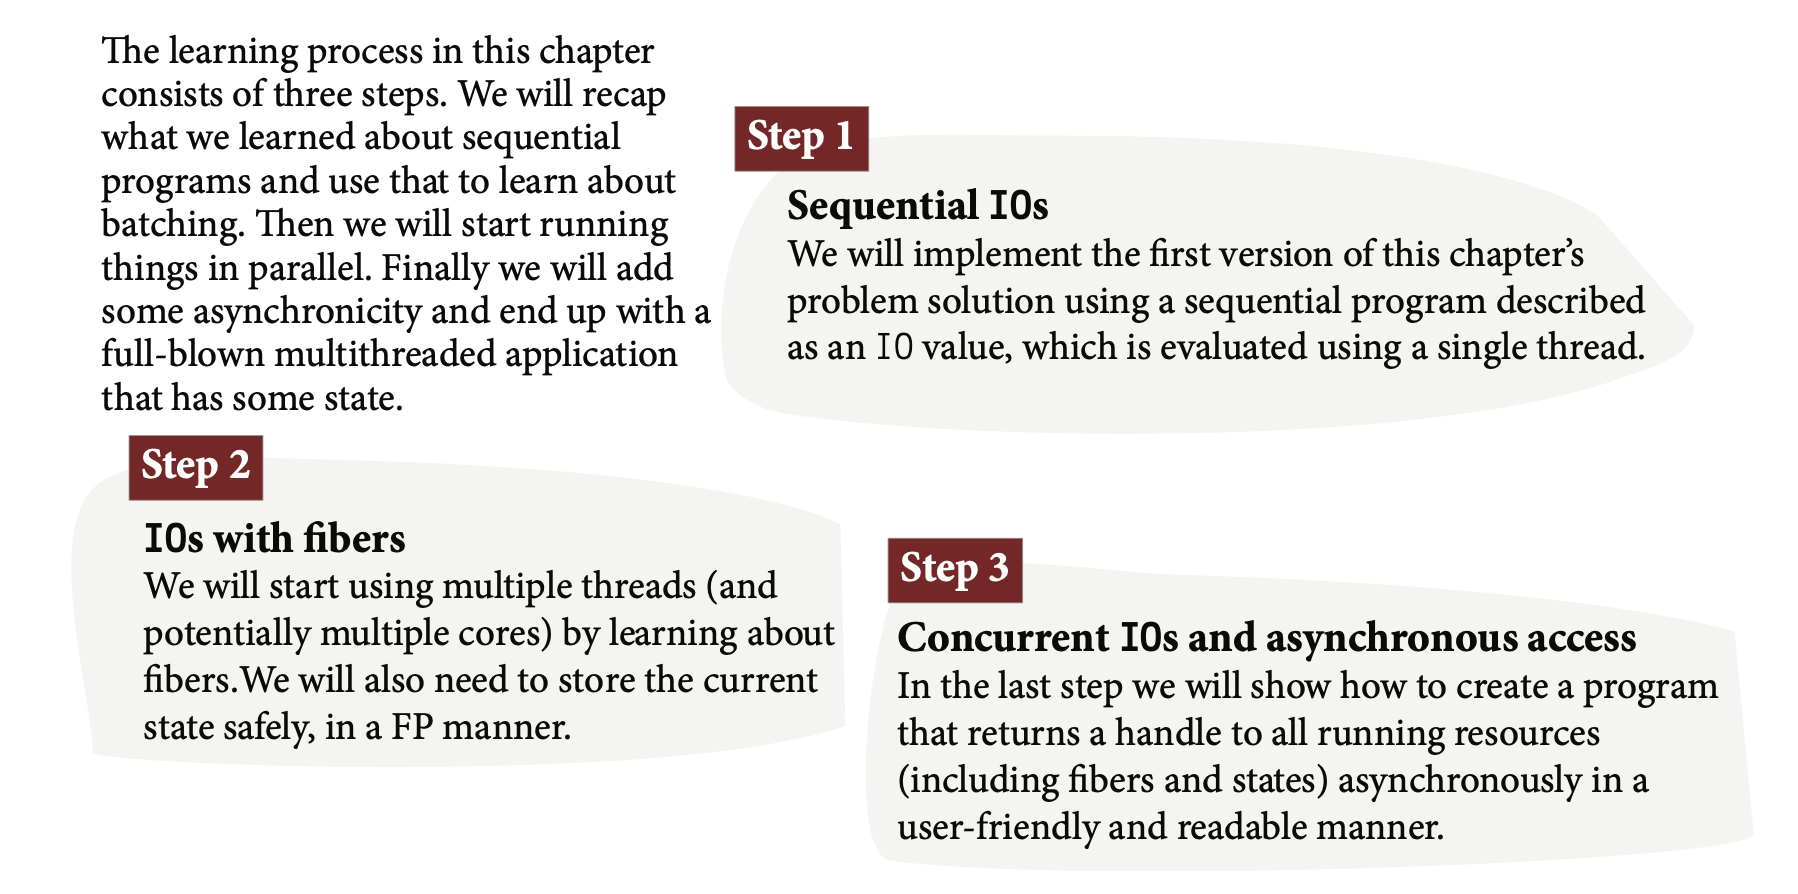 The learning process in this chapter
consists of three steps. We will recap
what we learned about sequential
programs and use that to learn about
batching. Then we will start running
things in parallel. Finally we will add
some asynchronicity and end up with a
full-blown multithreaded application
that has some state.
Step 1
Sequential IOs
We will implement the first version of this chapter’s
problem solution using a sequential program described
as an IO value, which is evaluated using a single thread.
Step 2
IOs with fibers
We will start using multiple threads (and
potentially multiple cores) by learning about
fibers.We will also need to store the current
state safely, in a FP manner.
Step 3
Concurrent IOs and asynchronous access
In the last step we will show how to create a program
that returns a handle to all running resources
(including fibers and states) asynchronously in a
user-friendly and readable manner.